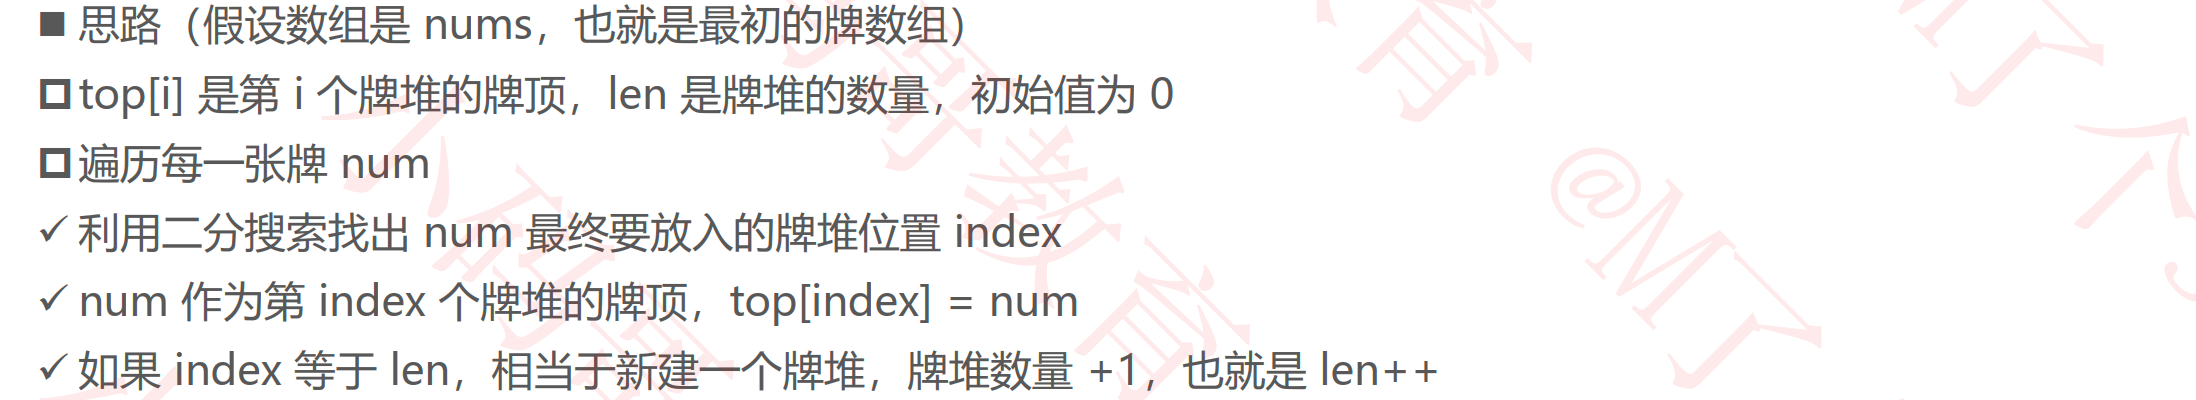 ■ 思路（假设数组是 nums，也就是最初的牌数组）
top[i] 是第 i 个牌堆的牌顶，len 是牌堆的数量，初始值为 0
遍历每一张牌 num
✓ 利用二分搜索找出 num 最终要放入的牌堆位置 index
✓ num 作为第 index 个牌堆的牌顶，top[index] = num
✓ 如果 index 等于 len，相当于新建一个牌堆，牌堆数量 +1，也就是 len++